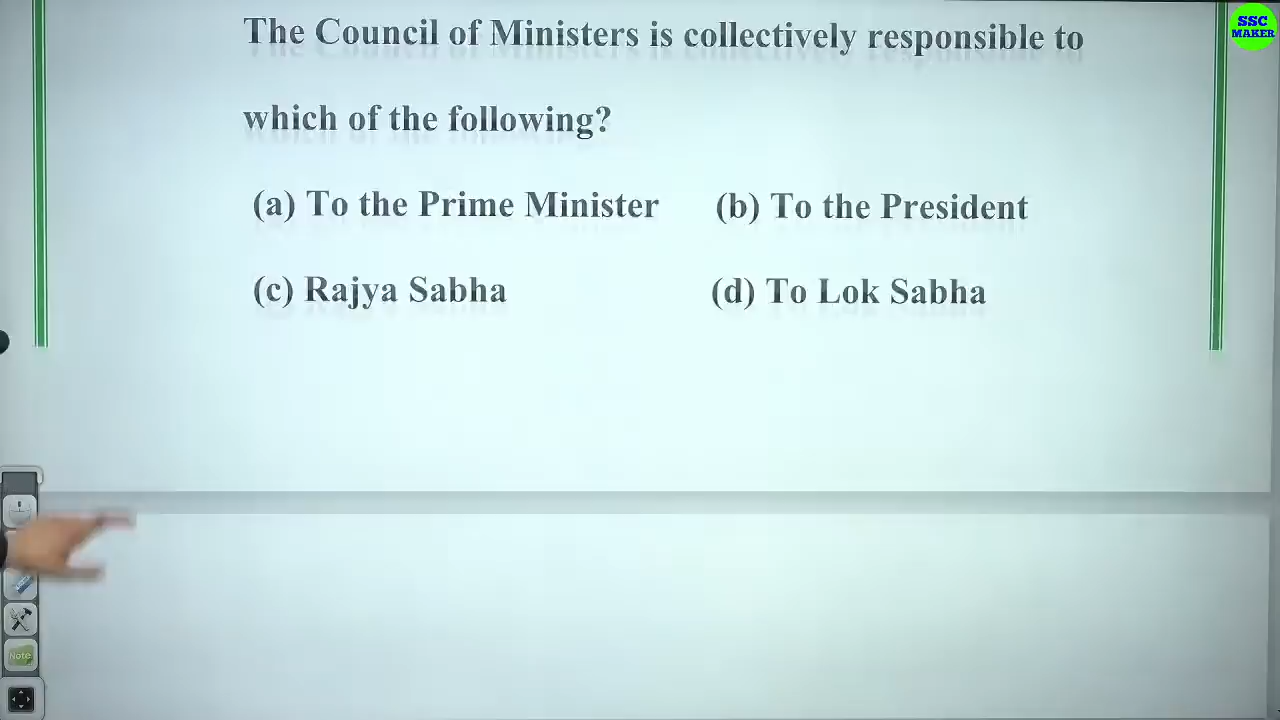 SSC
MAKER
The Council of Ministers is collectively responsible to
which of the following?
(a) To the Prime Minister (b) To the President
(c) Rajya Sabha (d) To Lok Sabha
Note